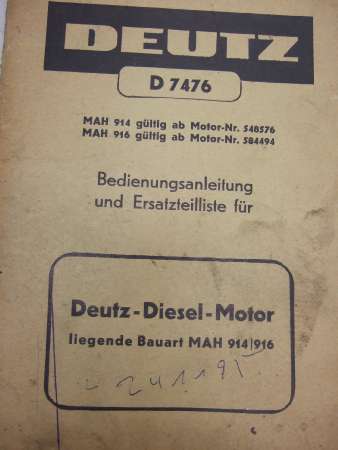 DEUTZ
D 7476
MAH 914 gültig ab Motor-Nr. 548576
MAH 916 gültig ab Motor-Nr. 584494
Bedienungsanleitung
und Ersatzteilliste für
Deutz-Diesel-Motor
liegende Bauart MAH 914|916